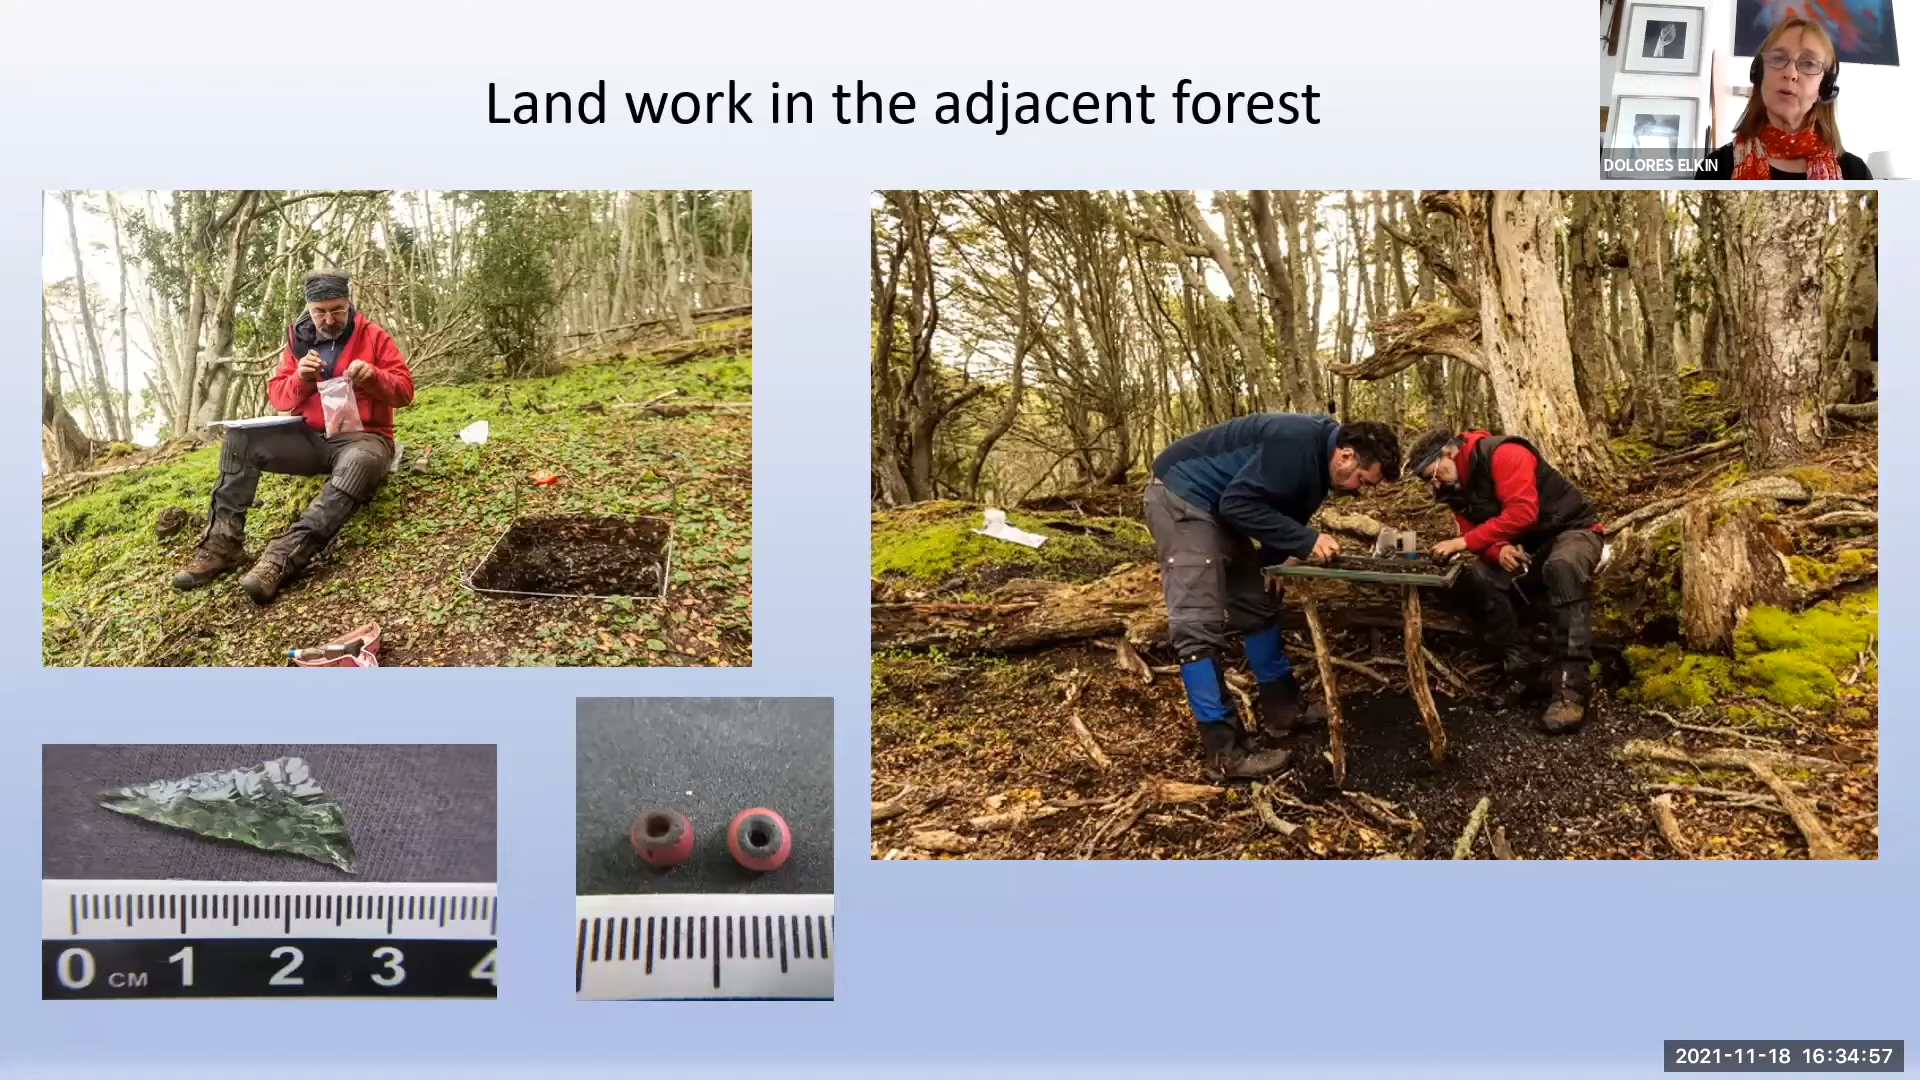 Land work in the adjacent forest
DOLORES ELKIN
0 CM 1 2 3 4
2021-11-18 16:34:57